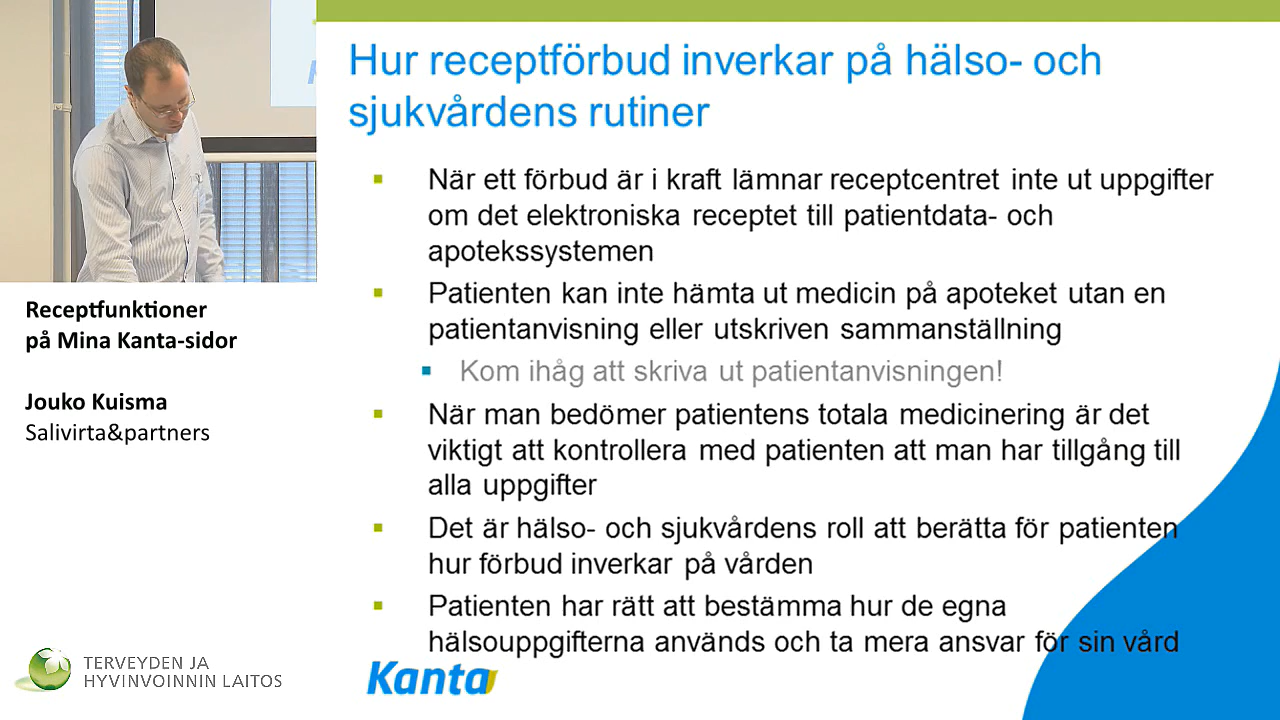 Hur receptförbud inverkar på hälso- och
sjukvårdens rutiner
När ett förbud är i kraft lämnar receptcentret inte ut uppgifter
om det elektroniska receptet till patientdata- och
apotekssystemen
Patienten kan inte hämta ut medicin på apoteket utan en
patientanvisning eller utskriven sammanställning
Kom ihåg att skriva ut patientanvisningen!
När man bedömer patientens totala medicinering är det
viktigt att kontrollera med patienten att man har tillgång till
alla uppgifter
Det är hälso- och sjukvårdens roll att berätta för patienten
hur förbud inverkar på vården
Patienten har rätt att bestämma hur de egna
hälsouppgifterna används och ta mera ansvar för sin vård
Kanta
Receptfunktioner
på Mina Kanta-sidor
Jouko Kuisma
Salivirta&partners
TERVEYDEN JA
HYVINVOINNIN LAITOS